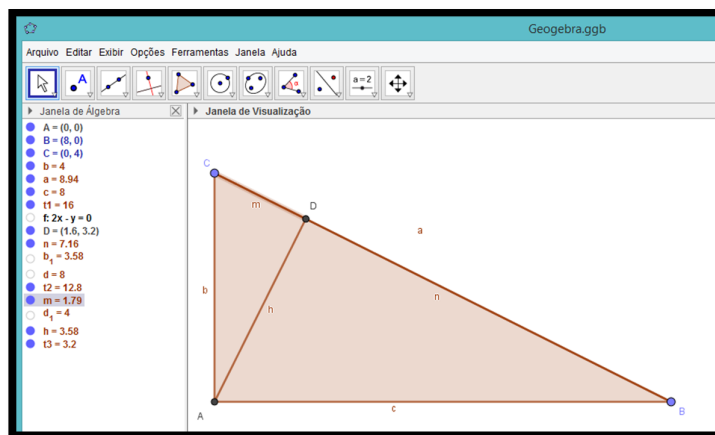 Geogebra.ggb
Arquivo Editar Exibir Opções Ferramentas Janela Ajuda
A
α
a=2
Janela de Álgebra
Janela de Visualização
A = (0, 0)
B = (8, 0)
C = (0, 4)
b = 4
a = 8.94
c = 8
t1 = 16
f: 2x - y = 0
D = (1.6, 3.2)
n = 7.16
b₁ = 3.58
d = 8
t2 = 12.8
m = 1.79
d₁ = 4
h = 3.58
t3 = 3.2
C
m
D
a
b
n
h
A
c
B